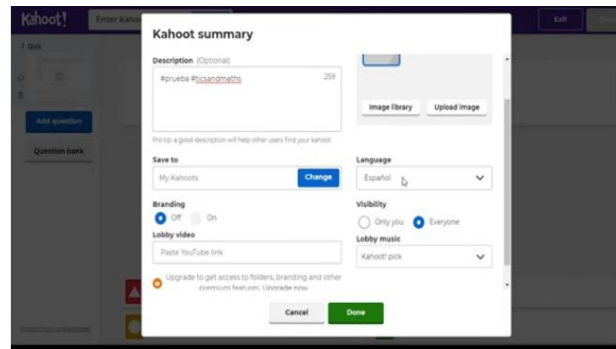 Kahoot!
Enter kahoo
Exit
1 Quiz
Add question
Question bank
Kahoot summary
Description (Optional)
#prueba #ticsandmaths
259
Pro tip: a good description will help other users find your kahoot.
Image library
Upload image
Save to
My Kahoots
Change
Language
Español
Branding
Off
On
Visibility
Only you
Everyone
Lobby video
Paste YouTube link
Lobby music
Kahoot! pick
Upgrade to get access to folders, branding and other
premium features. Upgrade now
Cancel
Done